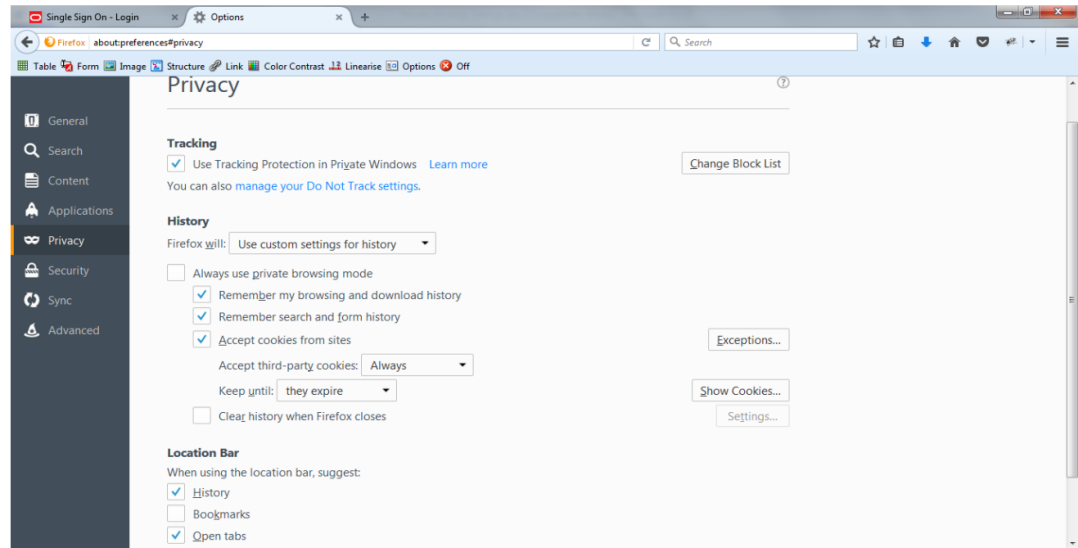 Single Sign On - Login × Options × +
Firefox about:preferences#privacy Search
Table Form Image Structure Link Color Contrast Linearise Options Off
Privacy
General
Search
Content
Applications
Privacy
Security
Sync
Advanced
Tracking
Use Tracking Protection in Private Windows Learn more Change Block List
You can also manage your Do Not Track settings.
History
Firefox will: Use custom settings for history
Always use private browsing mode
Remember my browsing and download history
Remember search and form history
Accept cookies from sites Exceptions...
Accept third-party cookies: Always
Keep until: they expire Show Cookies...
Clear history when Firefox closes Settings...
Location Bar
When using the location bar, suggest:
History
Bookmarks
Open tabs